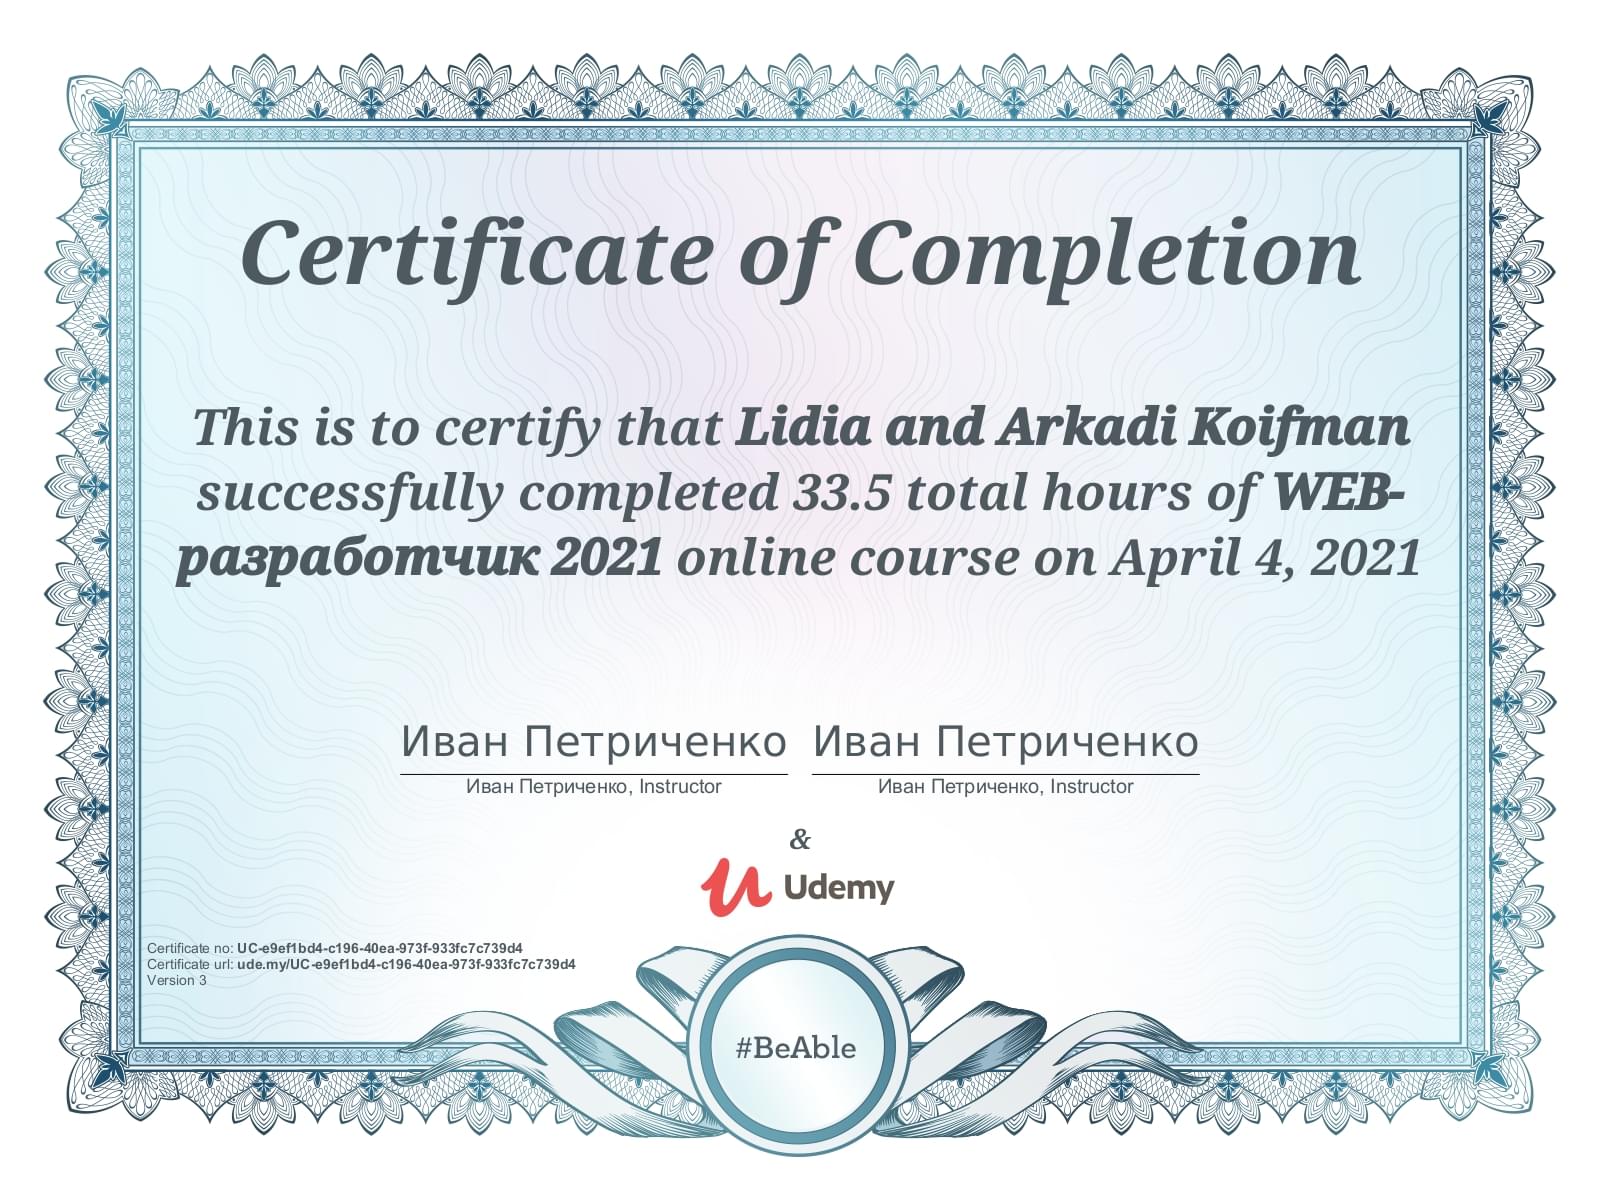 Certificate of Completion
This is to certify that Lidia and Arkadi Koifman
successfully completed 33.5 total hours of WEB-
разработчик 2021 online course on April 4, 2021
Иван Петриченко Иван Петриченко
Иван Петриченко, Instructor Иван Петриченко, Instructor
&
Udemy
Certificate no: UC-e9ef1bd4-c196-40ea-973f-933fc7c739d4
Certificate url: ude.my/UC-e9ef1bd4-c196-40ea-973f-933fc7c739d4
Version 3
#BeAble